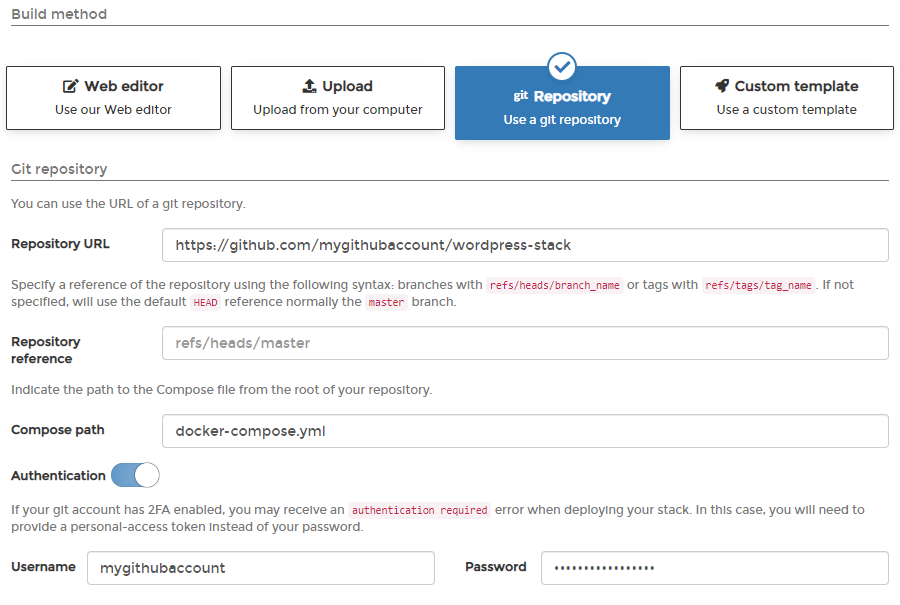 Build method
Web editor
Use our Web editor
Upload
Upload from your computer
git Repository
Use a git repository
Custom template
Use a custom template
Git repository
You can use the URL of a git repository.
Repository URL
https://github.com/mygithubaccount/wordpress-stack
Specify a reference of the repository using the following syntax: branches with refs/heads/branch_name or tags with refs/tags/tag_name. If not
specified, will use the default HEAD reference normally the master branch.
Repository
reference
refs/heads/master
Indicate the path to the Compose file from the root of your repository.
Compose path
docker-compose.yml
Authentication
If your git account has 2FA enabled, you may receive an authentication required error when deploying your stack. In this case, you will need to
provide a personal-access token instead of your password.
Username
mygithubaccount
Password
•••••••••••••••••